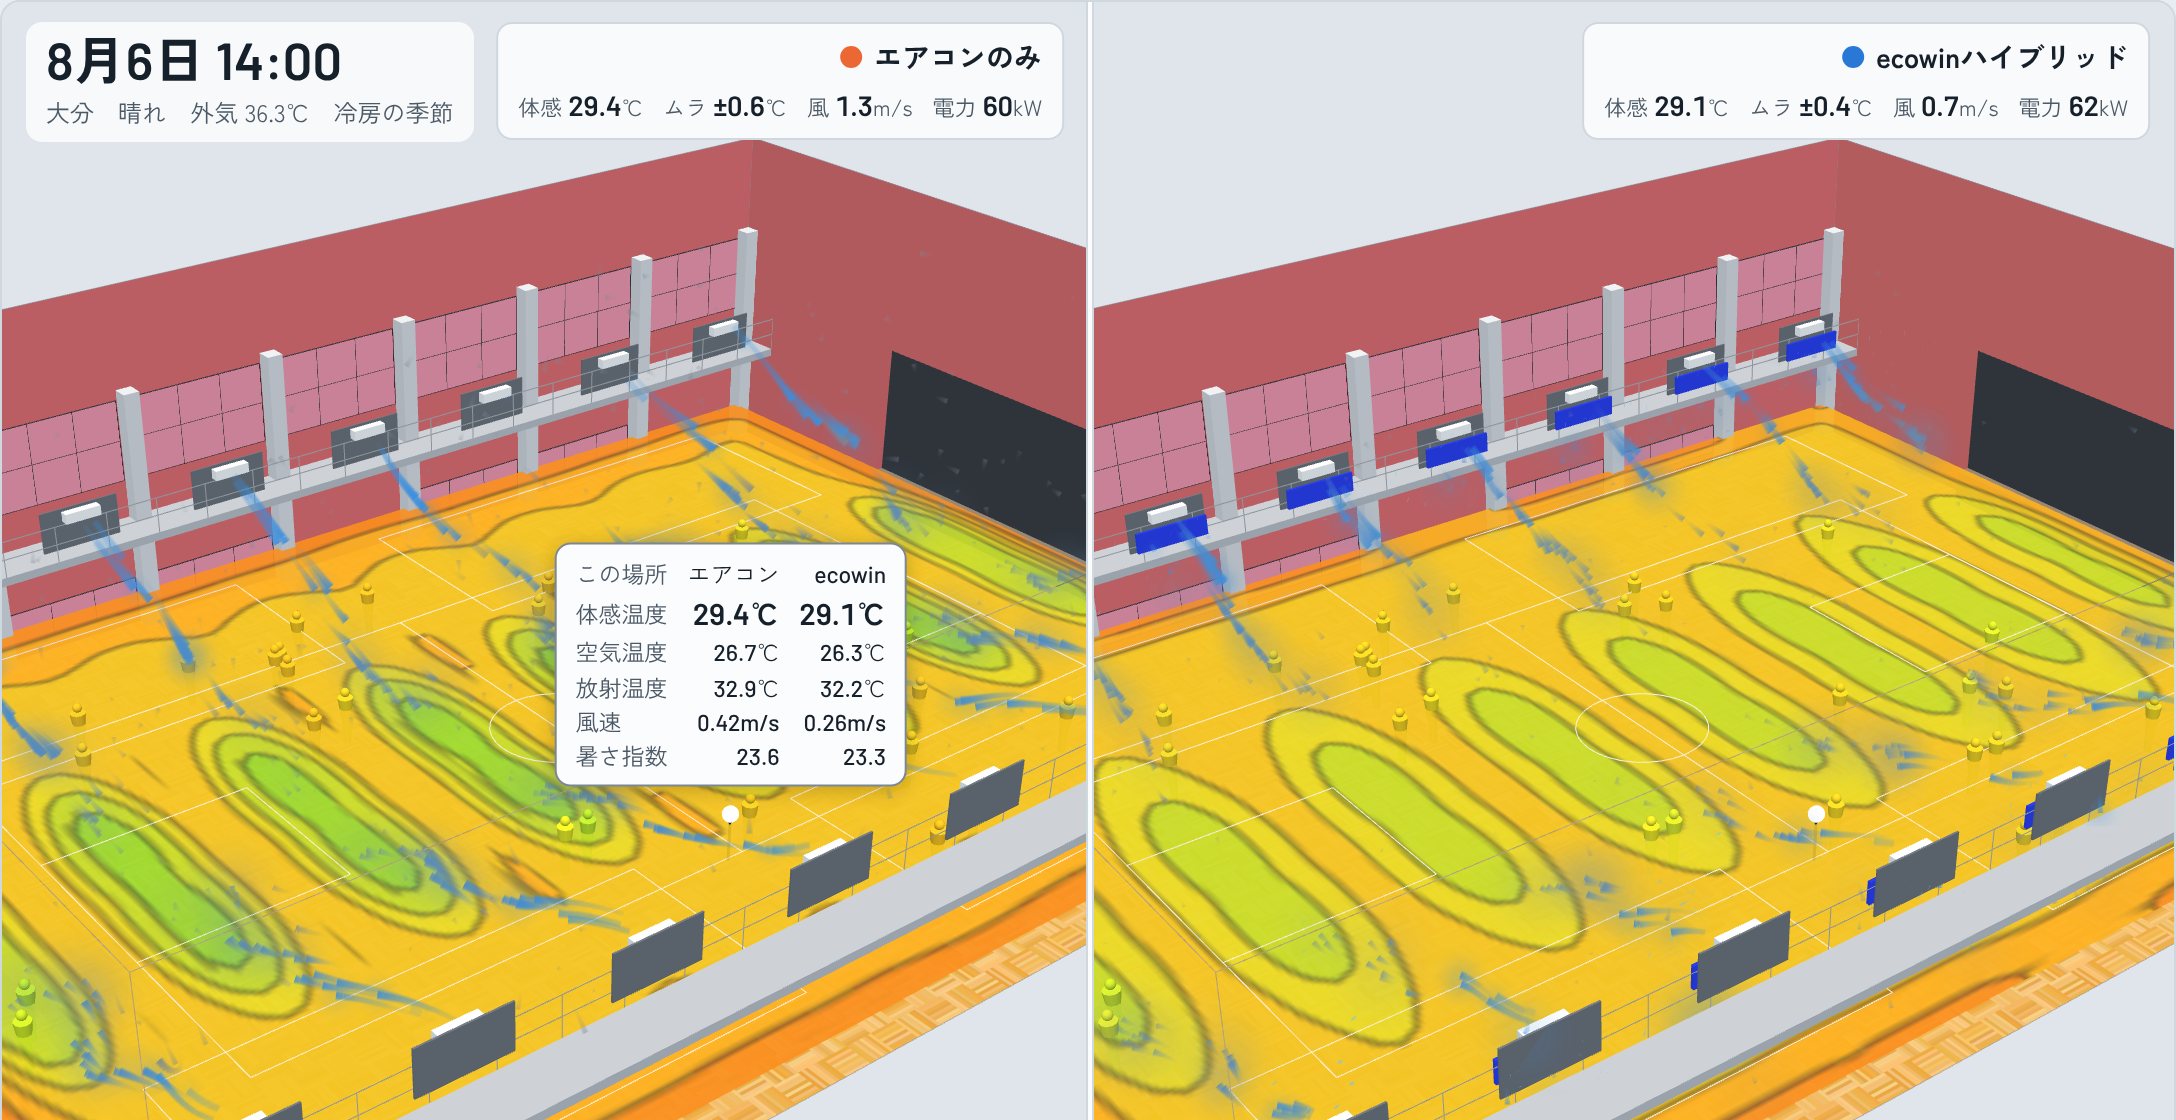 8月6日 14:00
大分 晴れ 外気 36.3℃ 冷房の季節
エアコンのみ
体感 29.4℃ ムラ ±0.6℃ 風 1.3m/s 電力 60kW
ecowinハイブリッド
体感 29.1℃ ムラ ±0.4℃ 風 0.7m/s 電力 62kW
この場所 エアコン ecowin
体感温度 29.4℃ 29.1℃
空気温度 26.7℃ 26.3℃
放射温度 32.9℃ 32.2℃
風速 0.42m/s 0.26m/s
暑さ指数 23.6 23.3